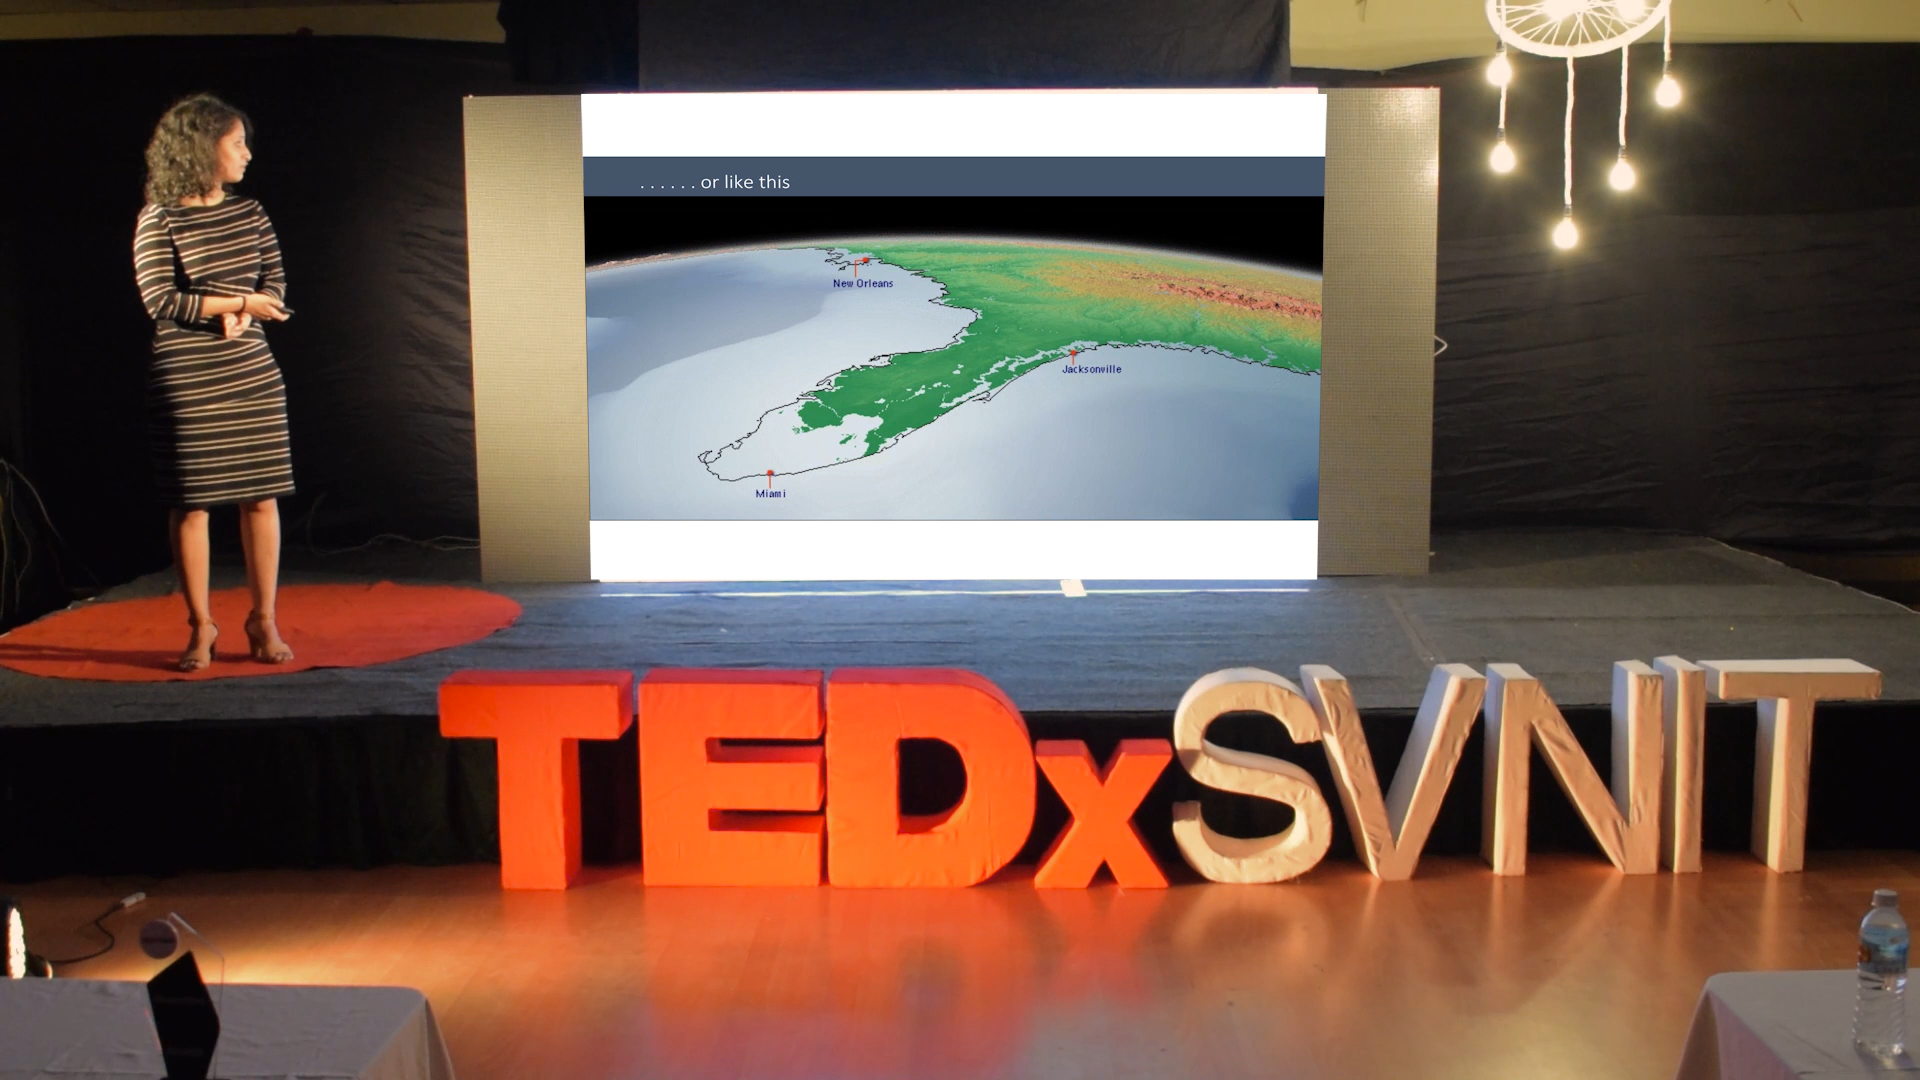 . . . . . . or like this
New Orleans
Jacksonville
Miami
TEDxSVNIT